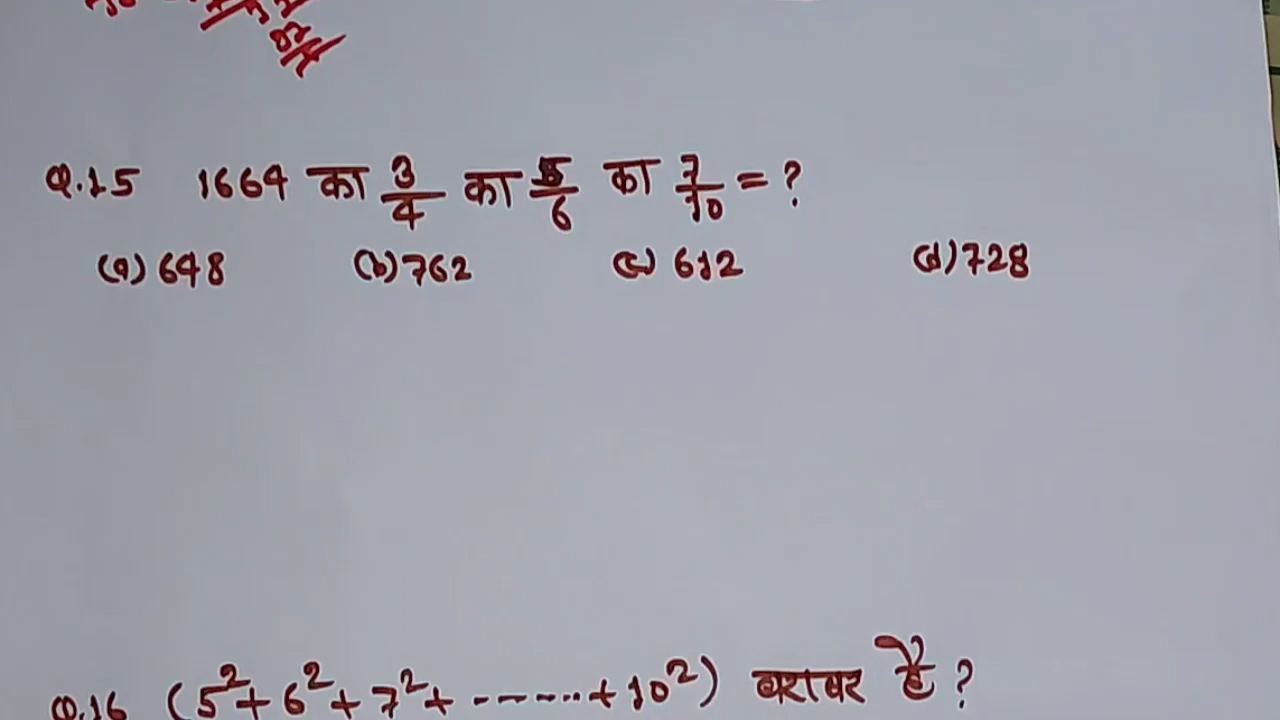 Q.15 1664 का 3/4 का 5/6 का 7/10 = ?
(a) 648 (b) 762 (c) 612 (d) 728
Q.16 (5²+6²+7²+------+10²) बराबर है ?